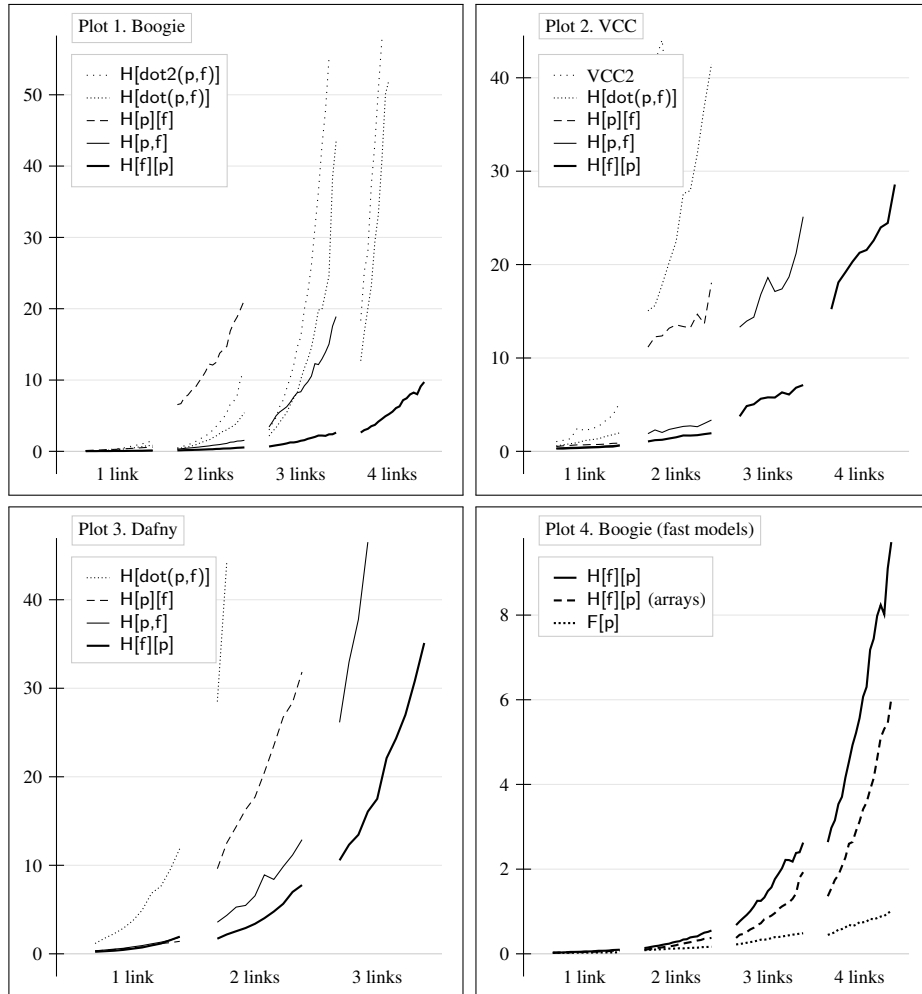 Plot 1. Boogie
H[dot2(p,f)]
H[dot(p,f)]
H[p][f]
H[p,f]
H[f][p]
50
40
30
20
10
0
1 link 2 links 3 links 4 links
Plot 2. VCC
VCC2
H[dot(p,f)]
H[p][f]
H[p,f]
H[f][p]
40
30
20
10
0
1 link 2 links 3 links 4 links
Plot 3. Dafny
H[dot(p,f)]
H[p][f]
H[p,f]
H[f][p]
40
30
20
10
0
1 link 2 links 3 links
Plot 4. Boogie (fast models)
H[f][p]
H[f][p] (arrays)
F[p]
8
6
4
2
0
1 link 2 links 3 links 4 links